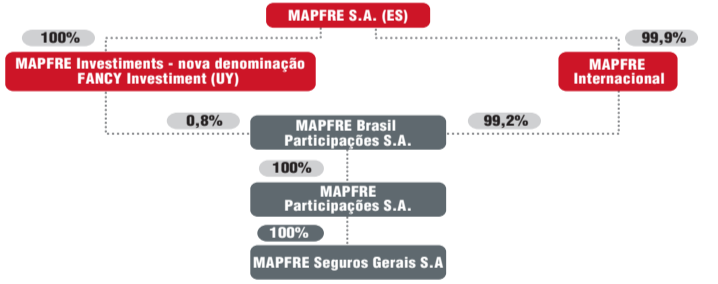 MAPFRE S.A. (ES)
100%
99,9%
MAPFRE Investiments - nova denominação
FANCY Investiment (UY)
MAPFRE
Internacional
0,8%
MAPFRE Brasil
Participações S.A.
99,2%
100%
MAPFRE
Participações S.A.
100%
MAPFRE Seguros Gerais S.A